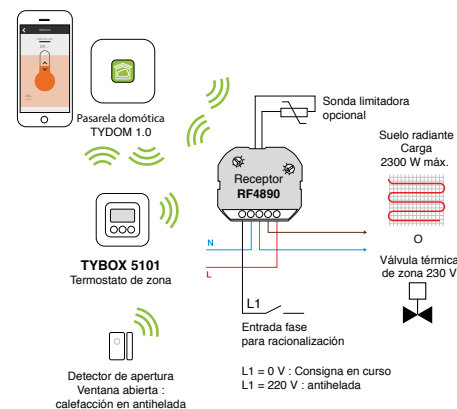 Pasarela domótica
TYDOM 1.0
Sonda limitadora
opcional
Receptor
RF4890
Suelo radiante
Carga
2300 W máx.
O
Válvula térmica
de zona 230 V
N
L
TYBOX 5101
Termostato de zona
L1
Entrada fase
para racionalización
L1 = 0 V : Consigna en curso
L1 = 220 V : antihelada
Detector de apertura
Ventana abierta :
calefacción en antihelada